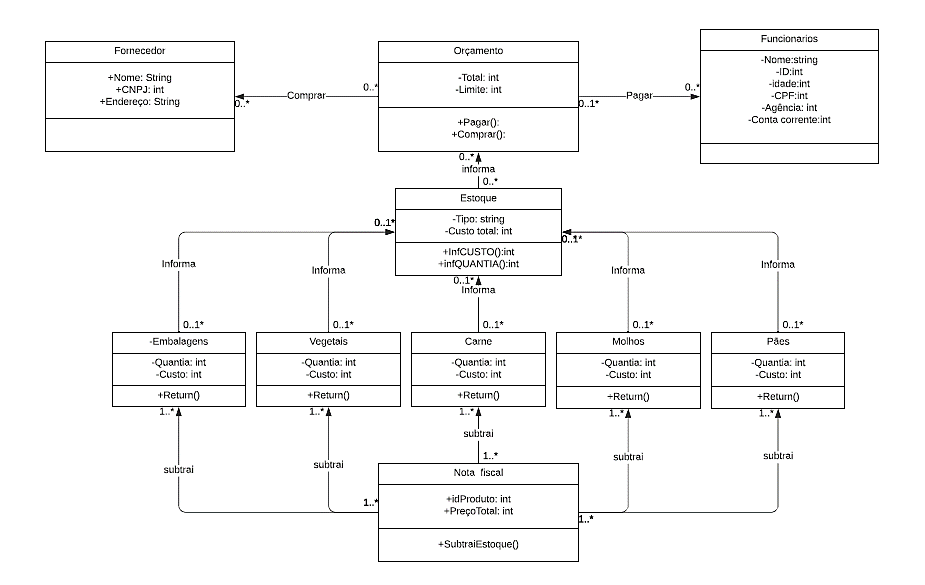 Fornecedor
+Nome: String
+CNPJ: int
+Endereço: String
0..*
Comprar
0..*
Orçamento
-Total: int
-Limite: int
+Pagar():
+Comprar():
0..1*
Pagar
0..*
Funcionarios
-Nome:string
-ID:int
-idade:int
-CPF:int
-Agência: int
-Conta corrente:int
0..*
informa
0..*
Estoque
-Tipo: string
-Custo total: int
+InfCUSTO():int
+infQUANTIA():int
0..1*
0..1*
0..1*
Informa
Informa
Informa
Informa
Informa
0..1*
0..1*
0..1*
0..1*
0..1*
-Embalagens
-Quantia: int
-Custo: int
+Return()
Vegetais
-Quantia: int
-Custo: int
+Return()
Carne
-Quantia: int
-Custo: int
+Return()
Molhos
-Quantia: int
-Custo: int
+Return()
Pães
-Quantia: int
-Custo: int
+Return()
1..*
1..*
1..*
1..*
1..*
subtrai
subtrai
subtrai
subtrai
subtrai
1..*
1..*
1..*
Nota fiscal
+idProduto: int
+PreçoTotal: int
+SubtraiEstoque()